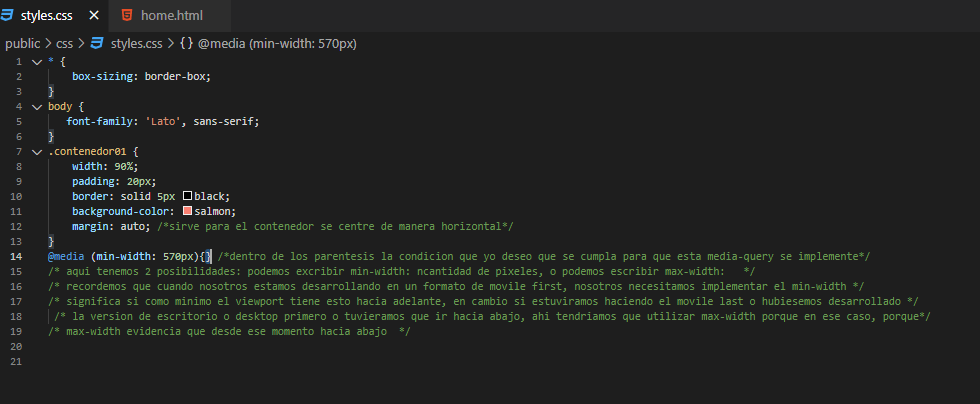 styles.css × home.html
public > css > styles.css > {} @media (min-width: 570px)
1 * {
2 box-sizing: border-box;
3 }
4 body {
5 font-family: 'Lato', sans-serif;
6 }
7 .contenedor01 {
8 width: 90%;
9 padding: 20px;
10 border: solid 5px black;
11 background-color: salmon;
12 margin: auto; /*sirve para el contenedor se centre de manera horizontal*/
13 }
14 @media (min-width: 570px){} /*dentro de los parentesis la condicion que yo deseo que se cumpla para que esta media-query se implemente*/
15 /* aqui tenemos 2 posibilidades: podemos excribir min-width: ncantidad de pixeles, o podemos escribir max-width: */
16 /* recordemos que cuando nosotros estamos desarrollando en un formato de movile first, nosotros necesitamos implementar el min-width */
17 /* significa si como minimo el viewport tiene esto hacia adelante, en cambio si estuviramos haciendo el movile last o hubiesemos desarrollado */
18 /* la version de escritorio o desktop primero o tuvieramos que ir hacia abajo, ahi tendriamos que utilizar max-width porque en ese caso, porque*/
19 /* max-width evidencia que desde ese momento hacia abajo */
20
21